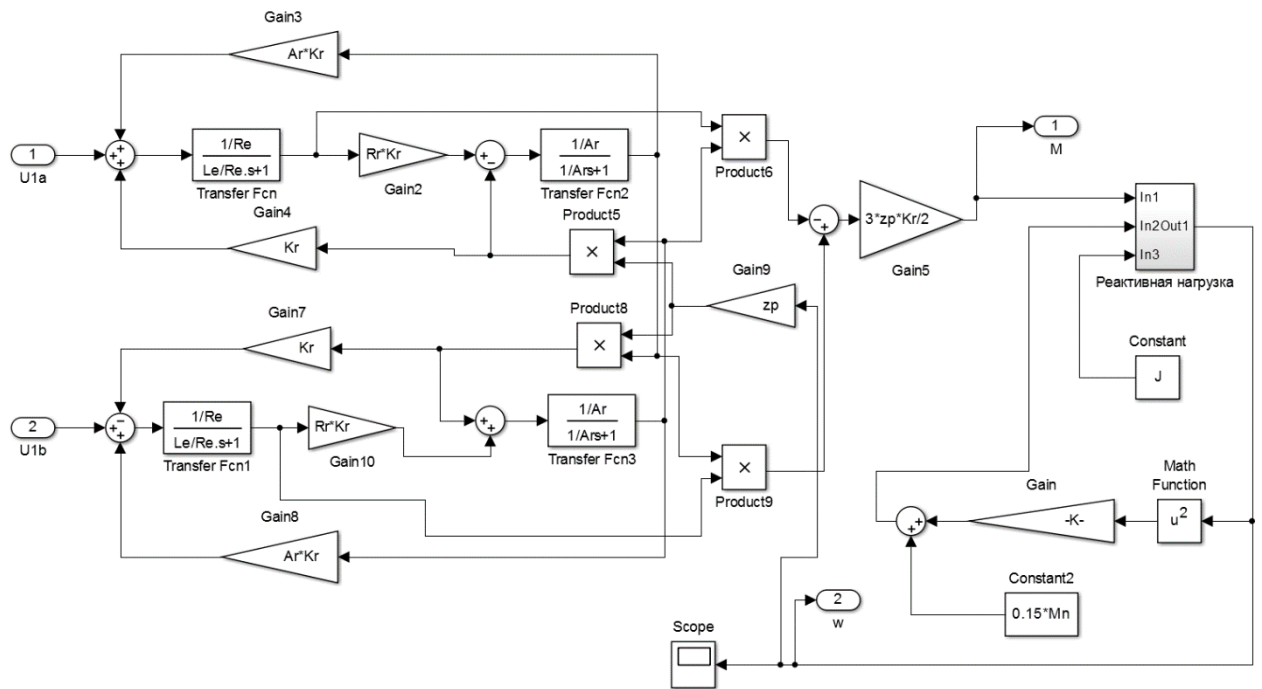 Gain3
Ar*Kr
1
U1a
1/Re
Le/Re.s+1
Transfer Fcn
Rr*Kr
Gain2
1/Ar
1/Ars+1
Transfer Fcn2
×
Product6
1
M
Gain4
Kr
Product5
×
3*zp*Kr/2
Gain5
In1
In2Out1
In3
Реактивная нагрузка
Gain9
zp
Gain7
Kr
Product8
×
Constant
J
2
U1b
1/Re
Le/Re.s+1
Transfer Fcn1
Rr*Kr
Gain10
1/Ar
1/Ars+1
Transfer Fcn3
×
Product9
Gain8
Ar*Kr
Gain
-K-
Math
Function
u2
Constant2
0.15*Mn
2
w
Scope